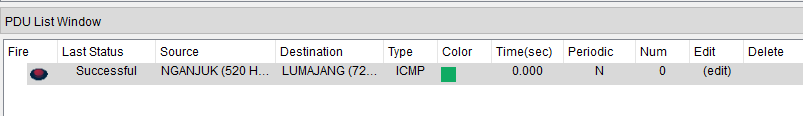 PDU List Window
Fire Last Status Source Destination Type Color Time(sec) Periodic Num Edit Delete
Successful NGANJUK (520 H... LUMAJANG (72... ICMP 0.000 N 0 (edit)